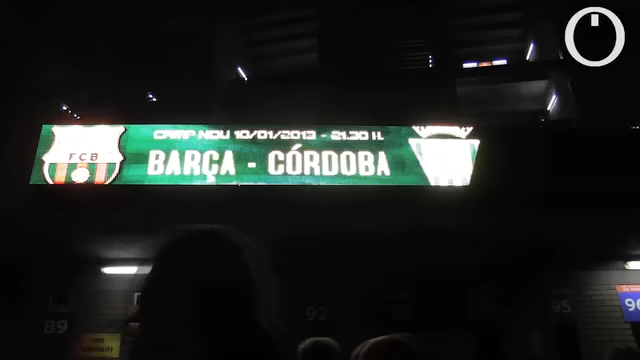 CAMP NOU 10/01/2013 - 21.30 H.
BARÇA - CÓRDOBA
FCB
89
92
95
96